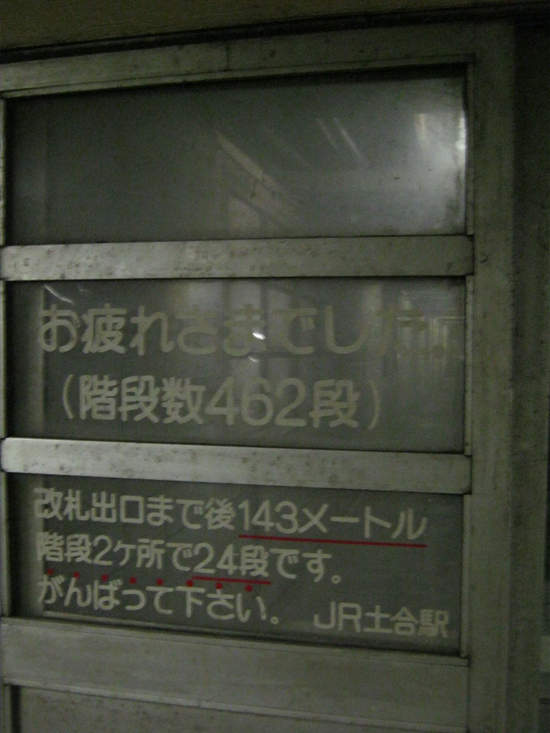 お疲れさまでした。
（階段数462段）
改札出口まで後143メートル
階段2ケ所で24段です。
がんばって下さい。 JR土合駅